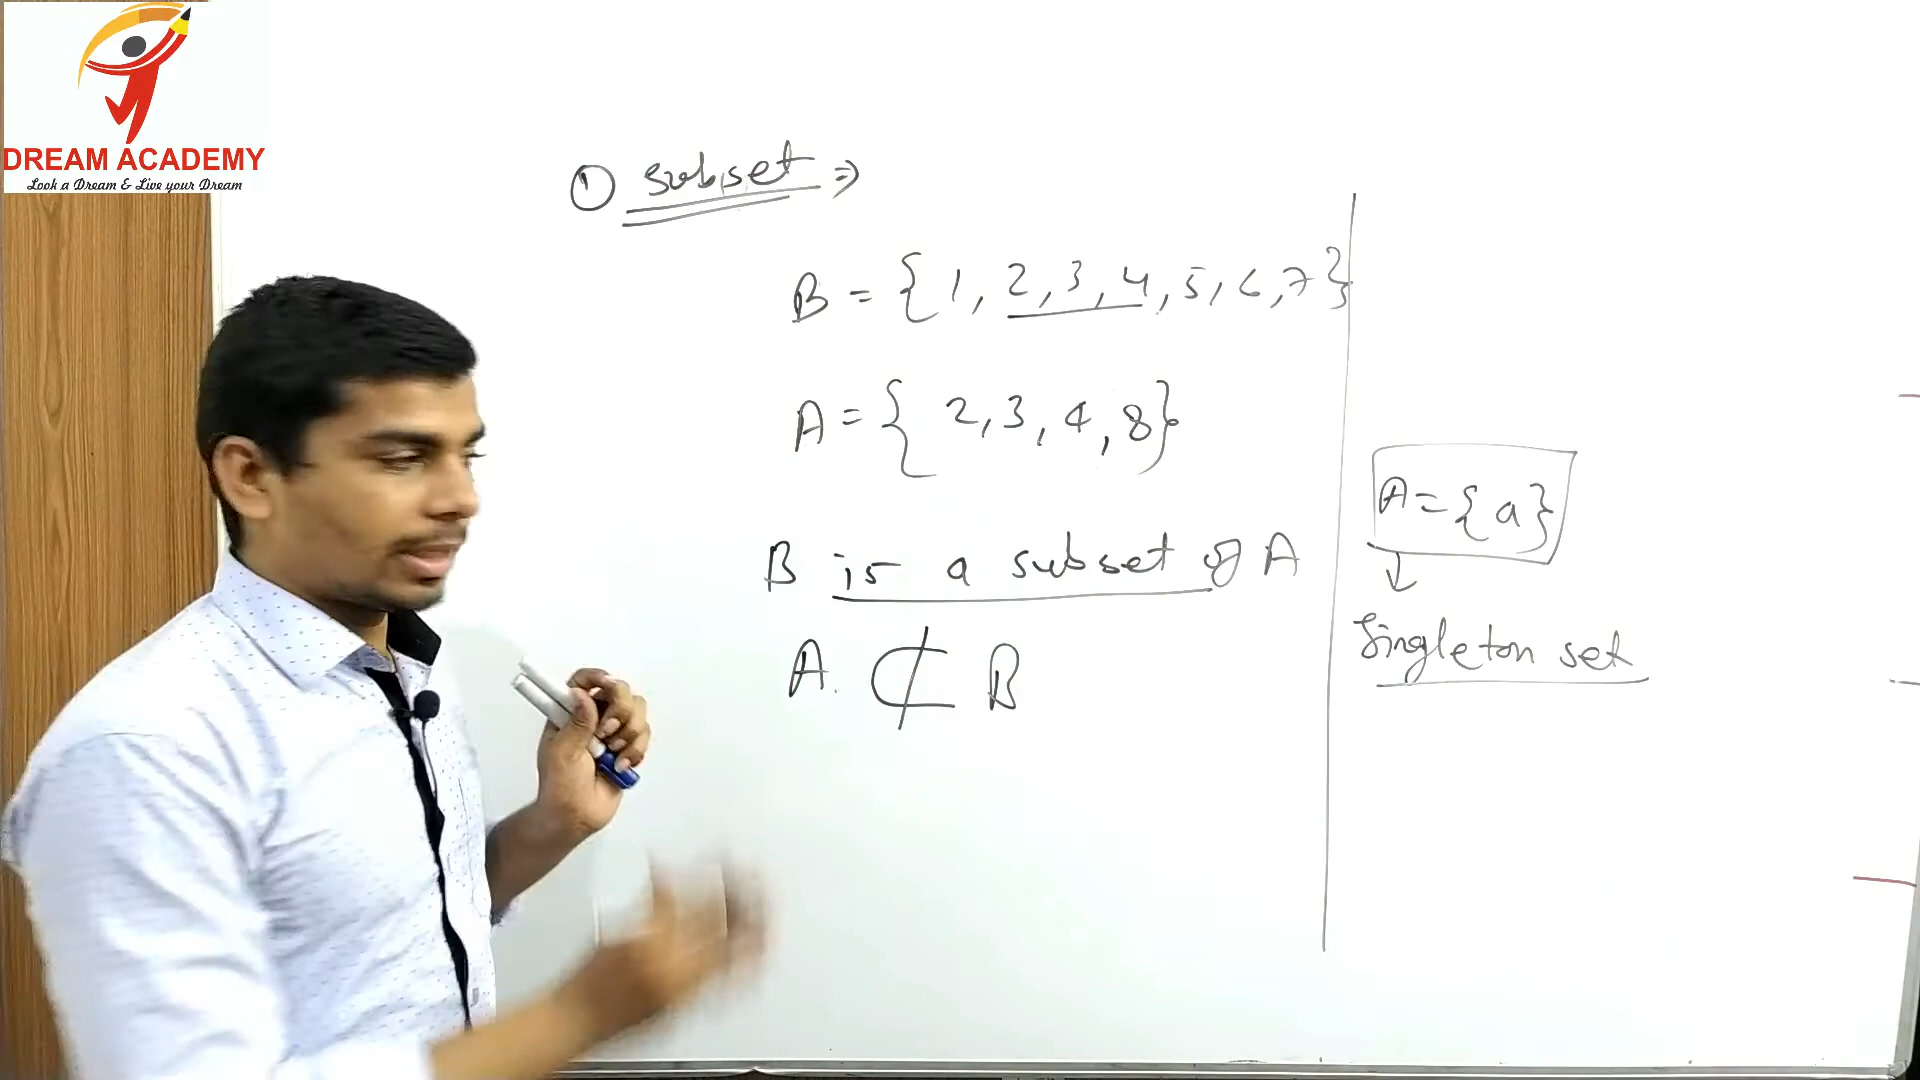 DREAM ACADEMY
Look a Dream & Live your Dream
① subset ⇒
B = {1, 2, 3, 4, 5, 6, 7}
A = { 2, 3, 4, 8}
B is a subset of A
A. ⊄ B
A = {a}
↓
Singleton set